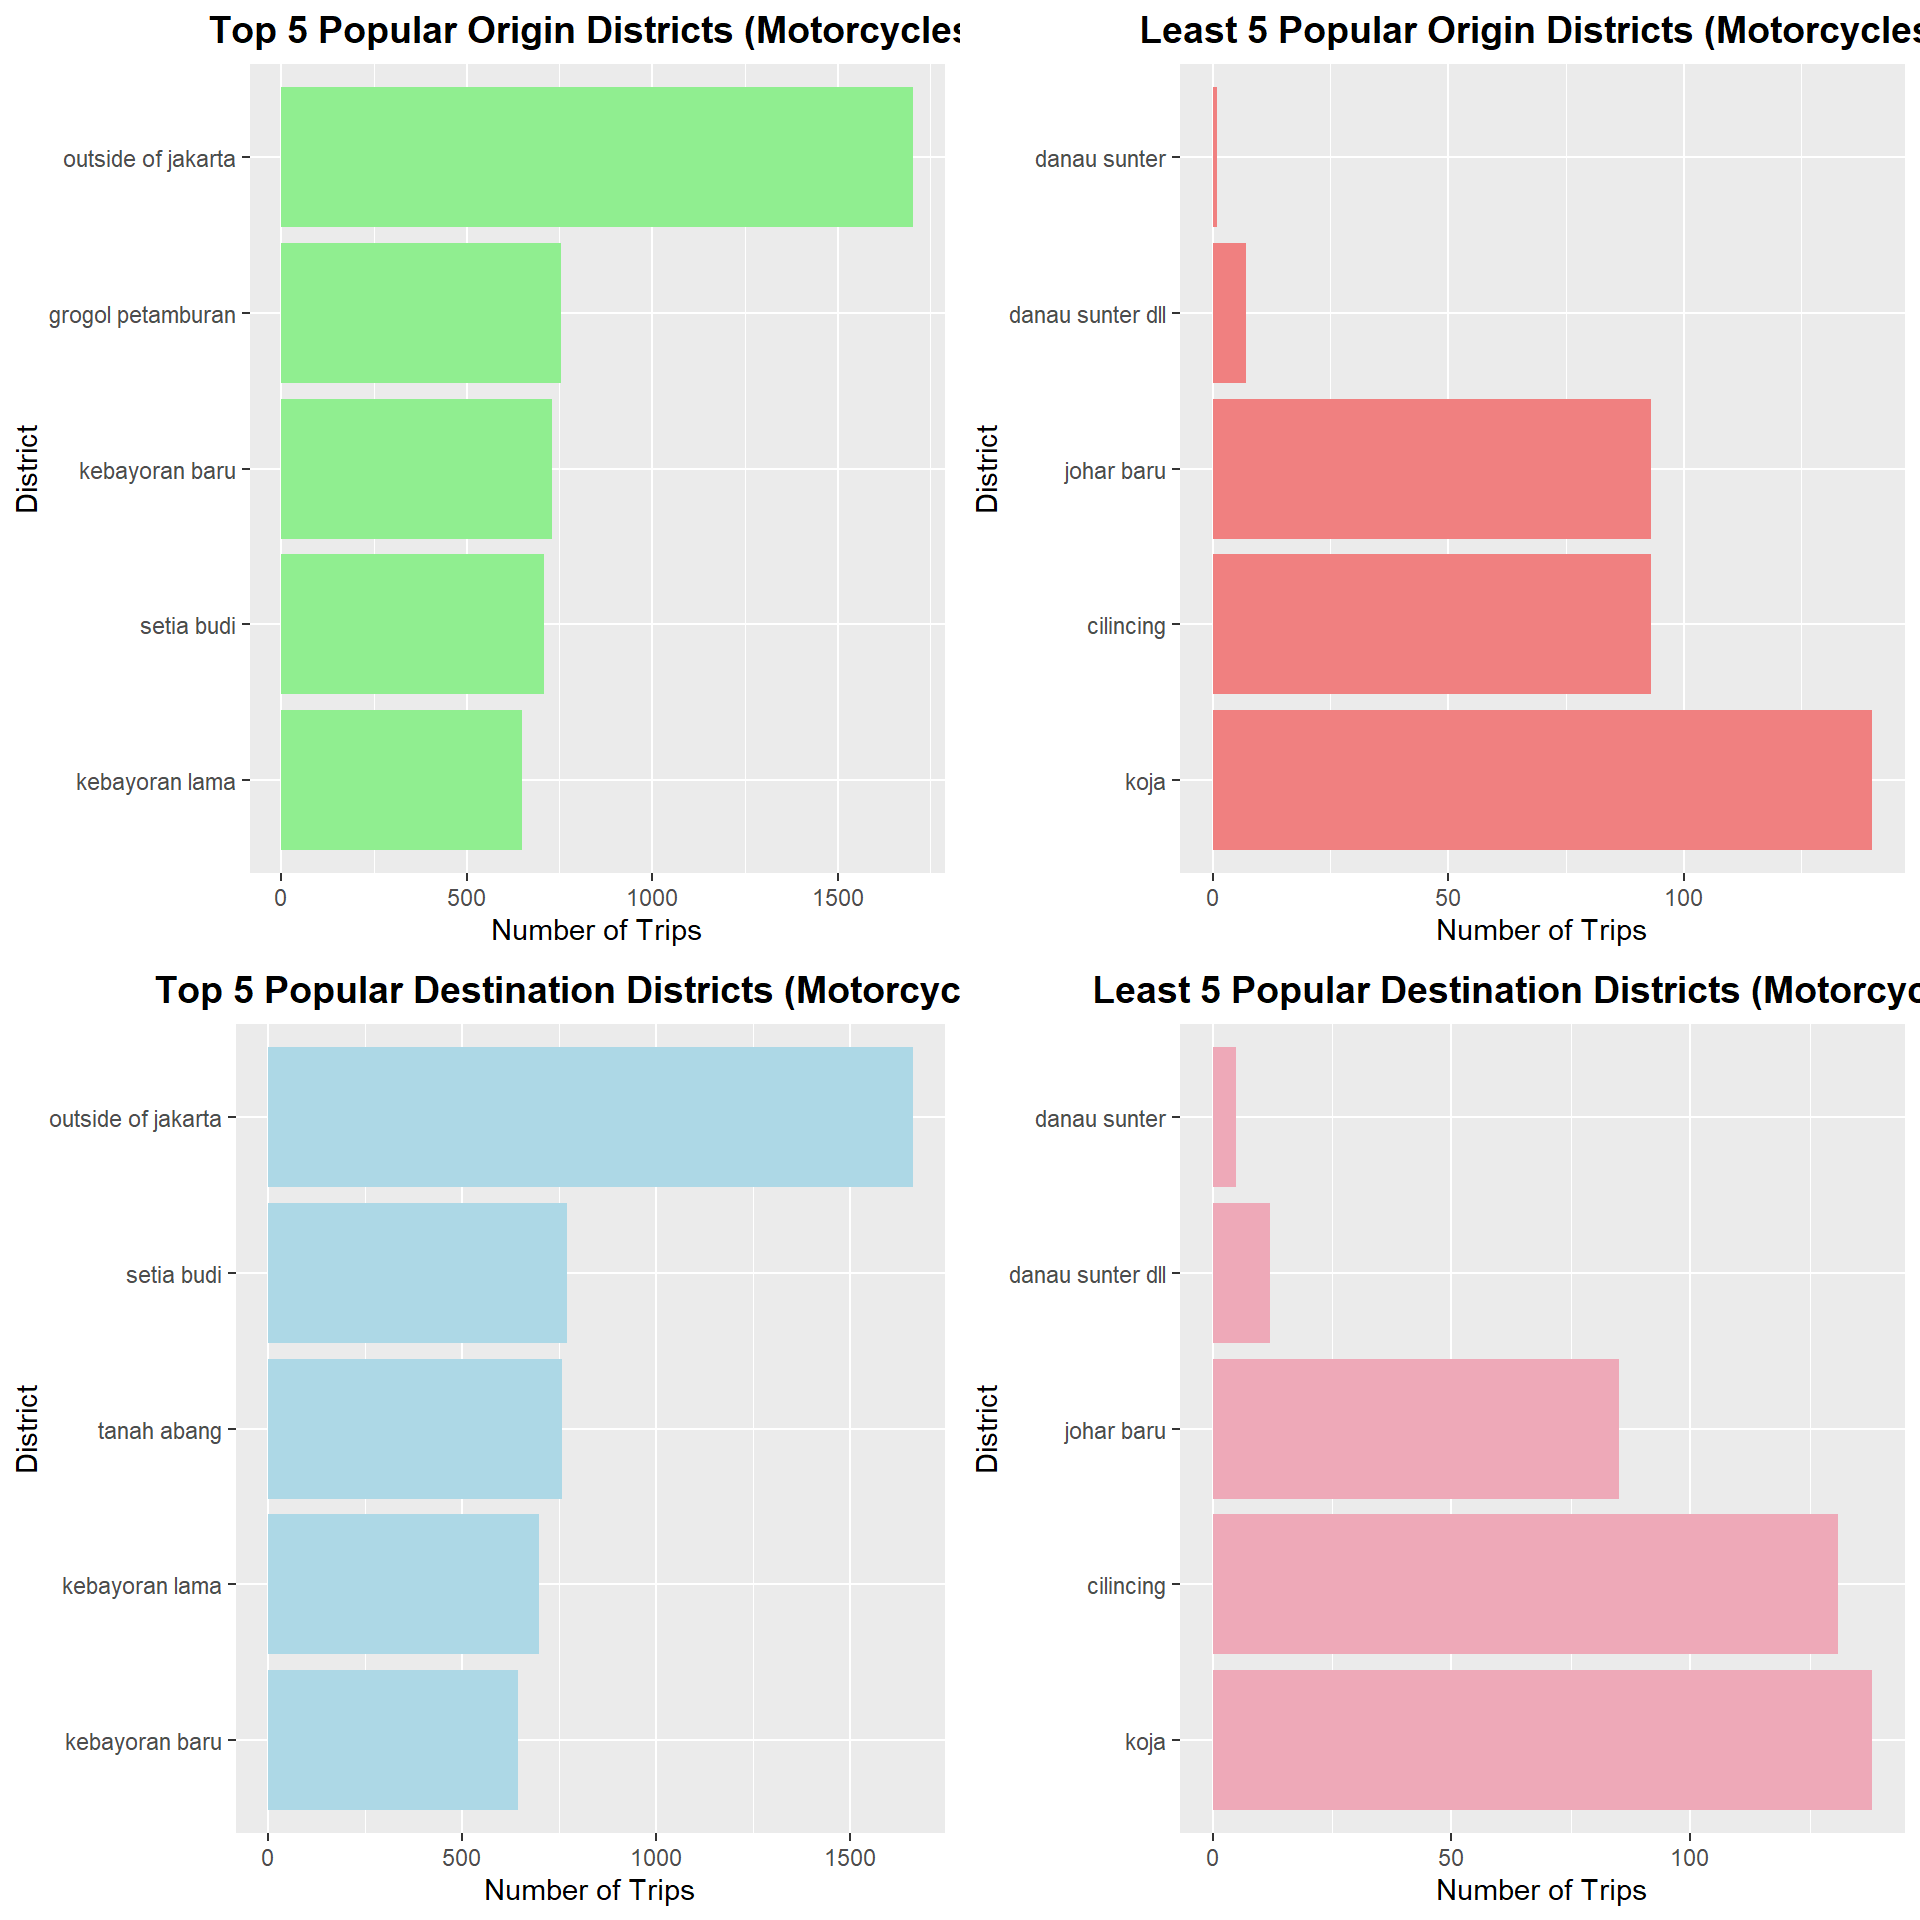 Top 5 Popular Origin Districts (Motorcycles
District
outside of jakarta
grogol petamburan
kebayoran baru
setia budi
kebayoran lama
0 500 1000 1500
Number of Trips
Least 5 Popular Origin Districts (Motorcycles
District
danau sunter
danau sunter dll
johar baru
cilincing
koja
0 50 100
Number of Trips
Top 5 Popular Destination Districts (Motorcyc
District
outside of jakarta
setia budi
tanah abang
kebayoran lama
kebayoran baru
0 500 1000 1500
Number of Trips
Least 5 Popular Destination Districts (Motorcyc
District
danau sunter
danau sunter dll
johar baru
cilincing
koja
0 50 100
Number of Trips